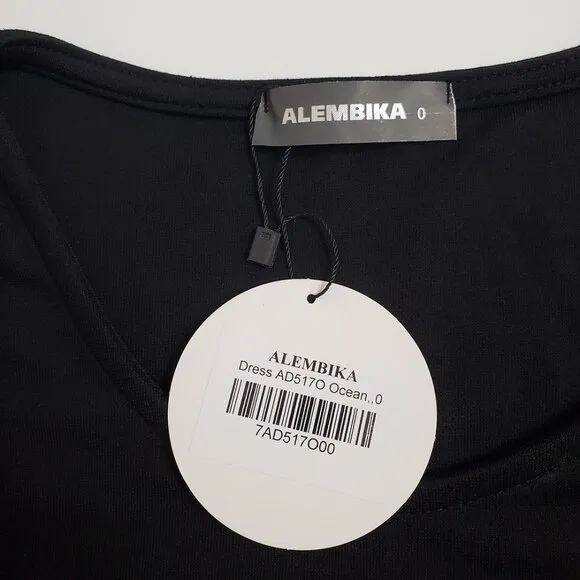 ALEMBIKA 0
ALEMBIKA
Dress AD517O Ocean,,0
7AD517O00